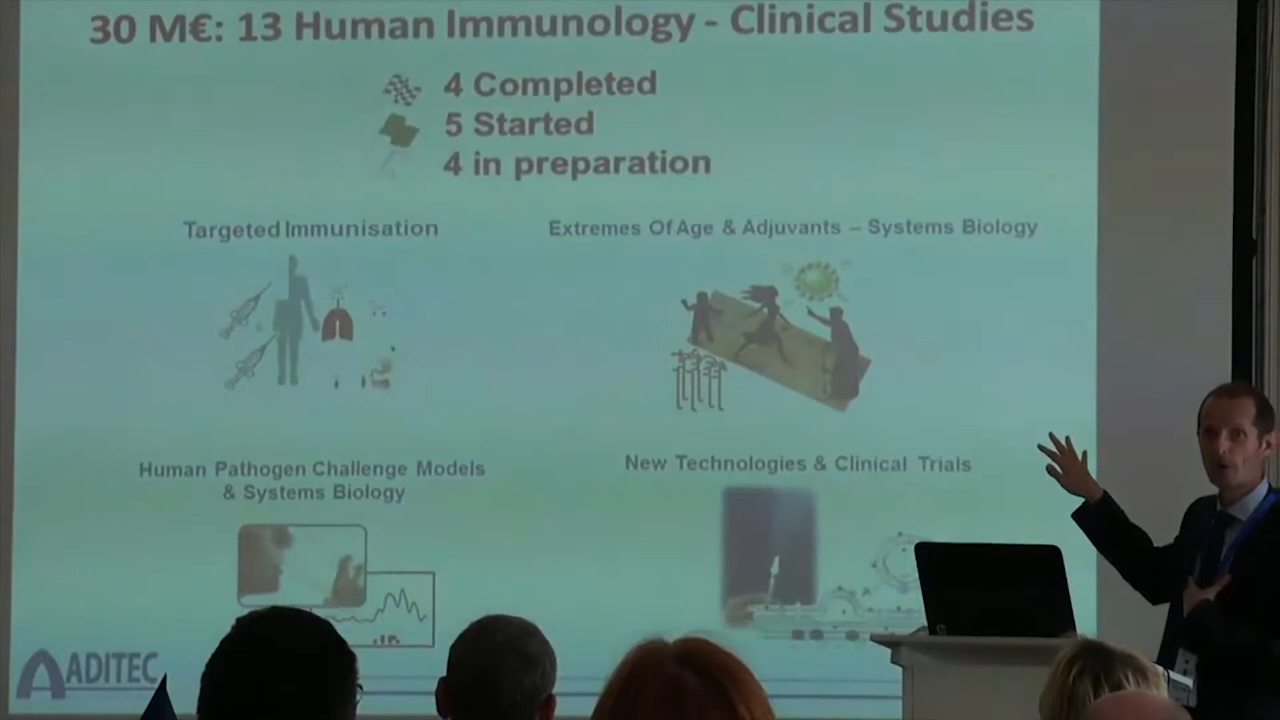 30 M€: 13 Human Immunology - Clinical Studies
4 Completed
5 Started
4 in preparation
Targeted Immunisation
Extremes Of Age & Adjuvants – Systems Biology
Human Pathogen Challenge Models
& Systems Biology
New Technologies & Clinical Trials
ADITEC